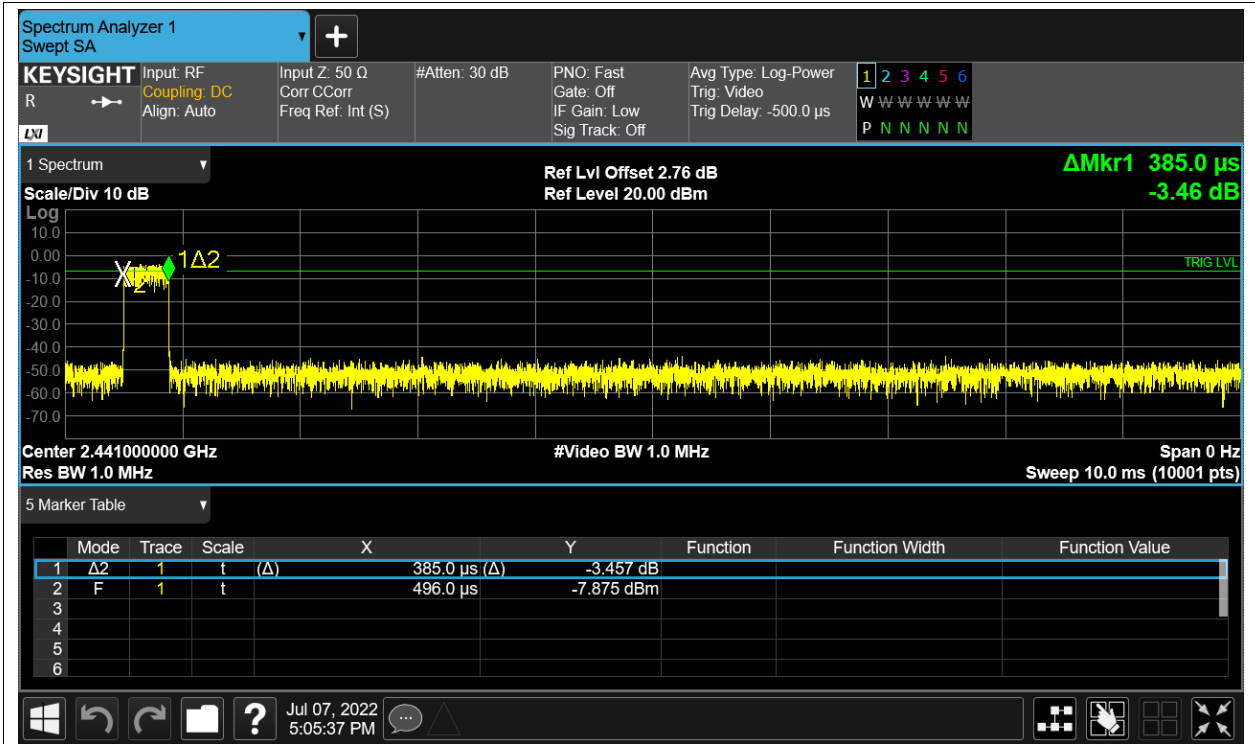 Spectrum Analyzer 1
Swept SA
KEYSIGHT Input: RF Input Z: 50 Ω #Atten: 30 dB PNO: Fast Avg Type: Log-Power 1 2 3 4 5 6
R Coupling: DC Corr CCorr Gate: Off Trig: Video W W W W W W
Align: Auto Freq Ref: Int (S) IF Gain: Low Trig Delay: -500.0 µs
LXI Sig Track: Off P N N N N N
1 Spectrum Ref Lvl Offset 2.76 dB ΔMkr1 385.0 µs
Scale/Div 10 dB Ref Level 20.00 dBm -3.46 dB
Log
10.0
0.00 1Δ2 TRIG LVL
-10.0 2
-20.0
-30.0
-40.0
-50.0
-60.0
-70.0
Center 2.441000000 GHz #Video BW 1.0 MHz Span 0 Hz
Res BW 1.0 MHz Sweep 10.0 ms (10001 pts)
5 Marker Table
Mode Trace Scale X Y Function Function Width Function Value
1 Δ2 1 t (Δ) 385.0 µs (Δ) -3.457 dB
2 F 1 t 496.0 µs -7.875 dBm
3
4
5
6
? Jul 07, 2022
5:05:37 PM